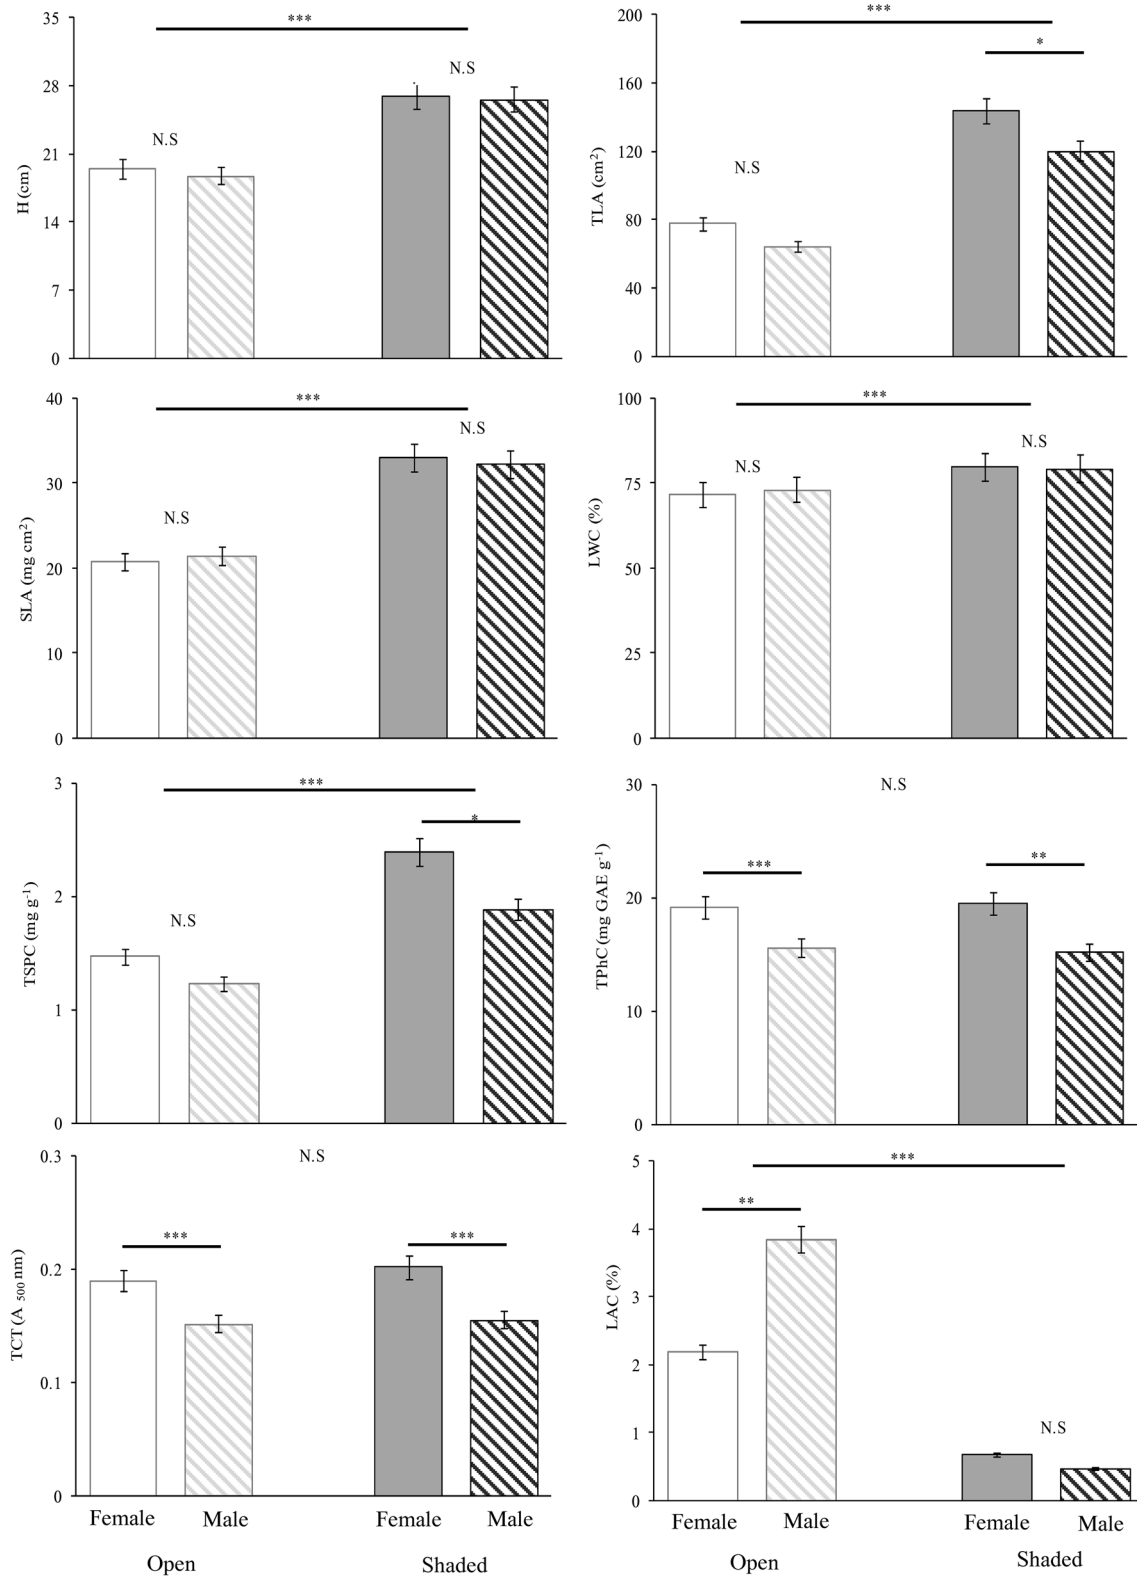 35
28
21
14
7
0
H (cm)
***
N.S
N.S
200
160
120
80
40
0
TLA (cm²)
***
*
N.S
40
30
20
10
0
SLA (mg cm²)
***
N.S
N.S
100
75
50
25
0
LWC (%)
***
N.S
N.S
3
2
1
0
TSPC (mg g⁻¹)
***
*
N.S
30
20
10
0
TPhC (mg GAE g⁻¹)
N.S
***
**
0.3
0.2
0.1
0
TCT (A 500 nm)
N.S
***
***
Female Male Female Male
Open Shaded
5
4
3
2
1
0
LAC (%)
***
**
N.S
Female Male Female Male
Open Shaded